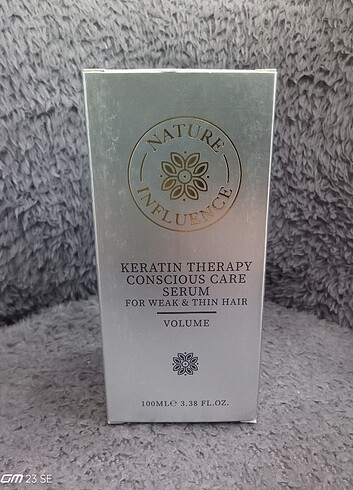 NATURE
INFLUENCE
KERATIN THERAPY
CONSCIOUS CARE
SERUM
FOR WEAK & THIN HAIR
VOLUME
100ML℮ 3.38 FL.OZ.
GM 23 SE